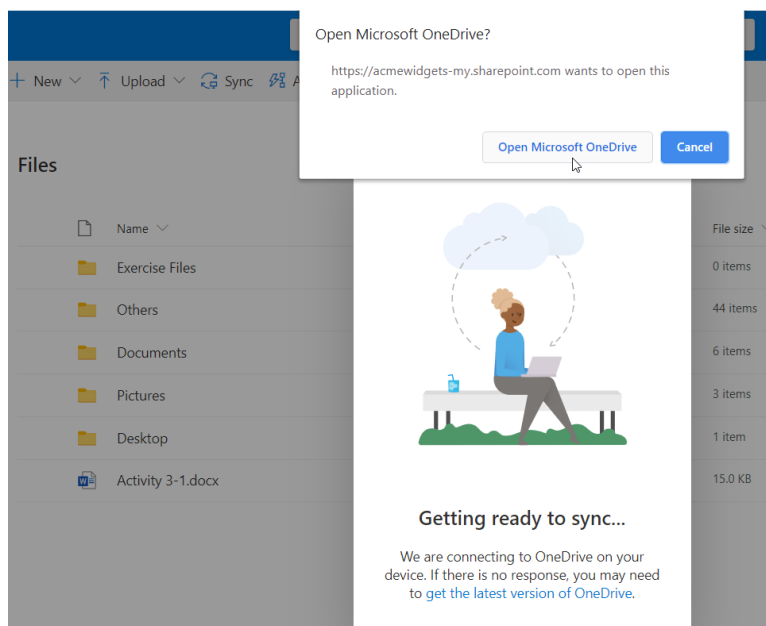 Open Microsoft OneDrive?
https://acmewidgets-my.sharepoint.com wants to open this
application.
Open Microsoft OneDrive
Cancel
New
Upload
Sync
A
Files
Name
File size
Exercise Files
0 items
Others
44 items
Documents
6 items
Pictures
3 items
Desktop
1 item
Activity 3-1.docx
15.0 KB
Getting ready to sync...
We are connecting to OneDrive on your
device. If there is no response, you may need
to get the latest version of OneDrive.